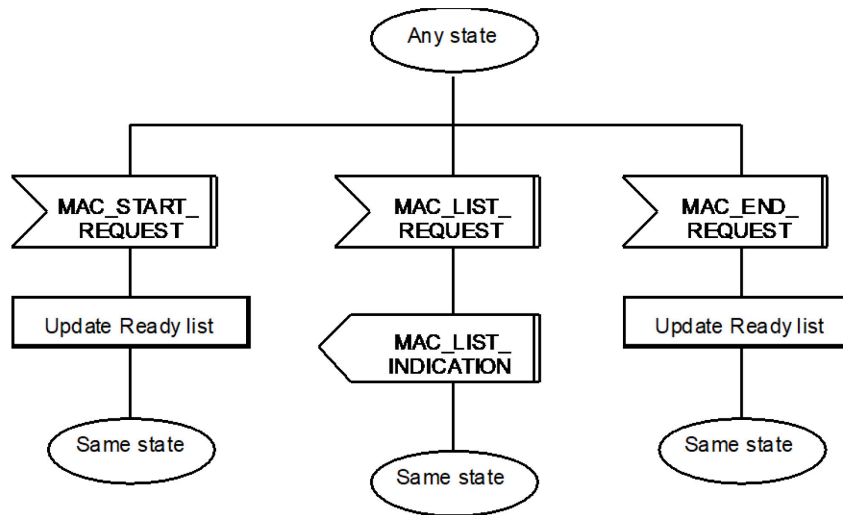 Any state
MAC_START_
REQUEST
MAC_LIST_
REQUEST
MAC_END_
REQUEST
Update Ready list
MAC_LIST_
INDICATION
Update Ready list
Same state
Same state
Same state